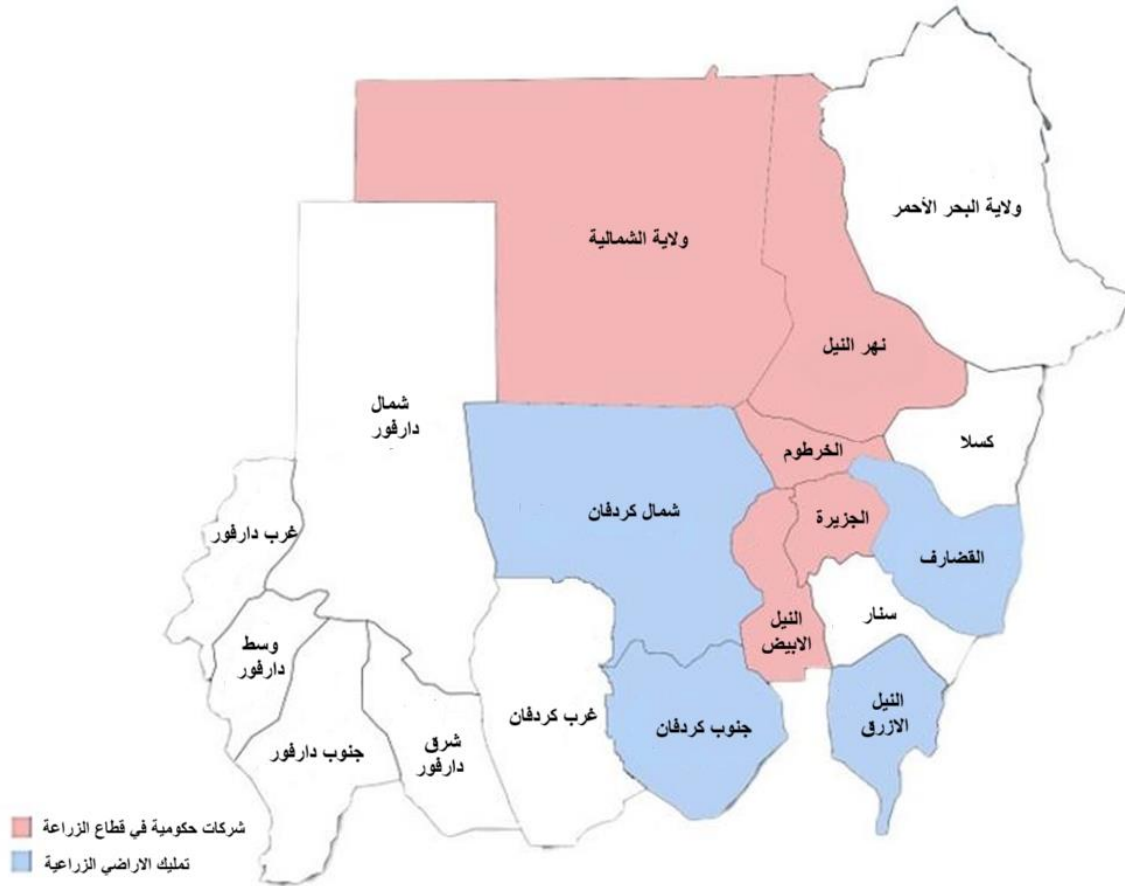 ولاية البحر الأحمر
ولاية الشمالية
نهر النيل
شمال
دارفور
كسلا
الخرطوم
شمال كردفان
الجزيرة
غرب دارفور
القضارف
النيل
الابيض
سنار
وسط
دارفور
النيل
الازرق
غرب كردفان
جنوب كردفان
شرق
دارفور
جنوب دارفور
شركات حكومية في قطاع الزراعة
تمليك الاراضي الزراعية